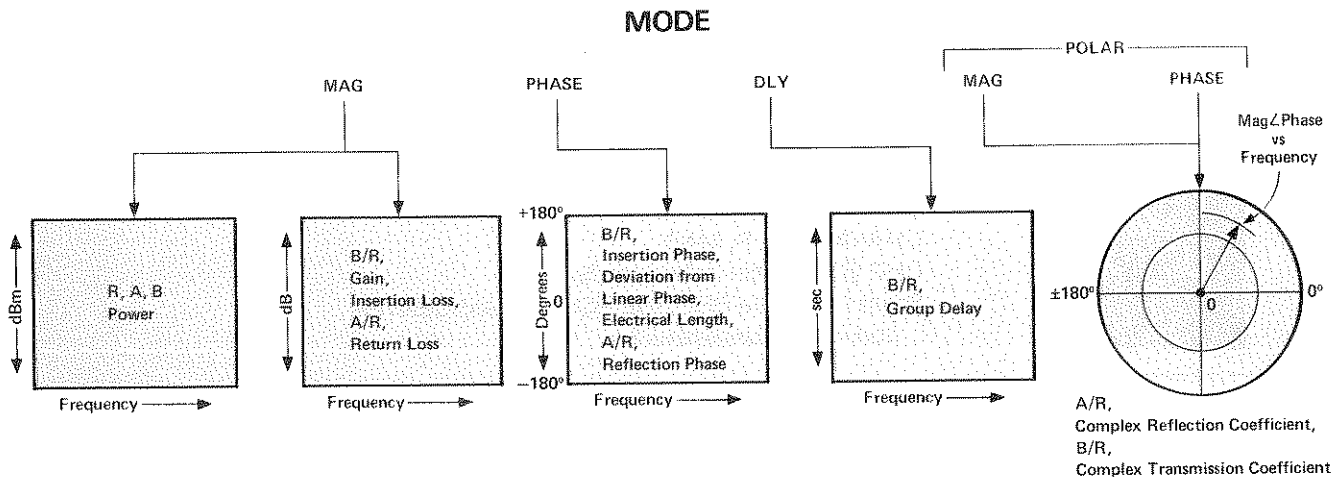 MODE
POLAR
MAG
PHASE
DLY
MAG
PHASE
Mag∠Phase
vs
Frequency
dBm
R, A, B
Power
Frequency
dB
B/R,
Gain,
Insertion Loss,
A/R,
Return Loss
Frequency
+180°
Degrees
0
−180°
B/R,
Insertion Phase,
Deviation from
Linear Phase,
Electrical Length,
A/R,
Reflection Phase
Frequency
sec
B/R,
Group Delay
Frequency
±180°
0
0°
A/R,
Complex Reflection Coefficient,
B/R,
Complex Transmission Coefficient